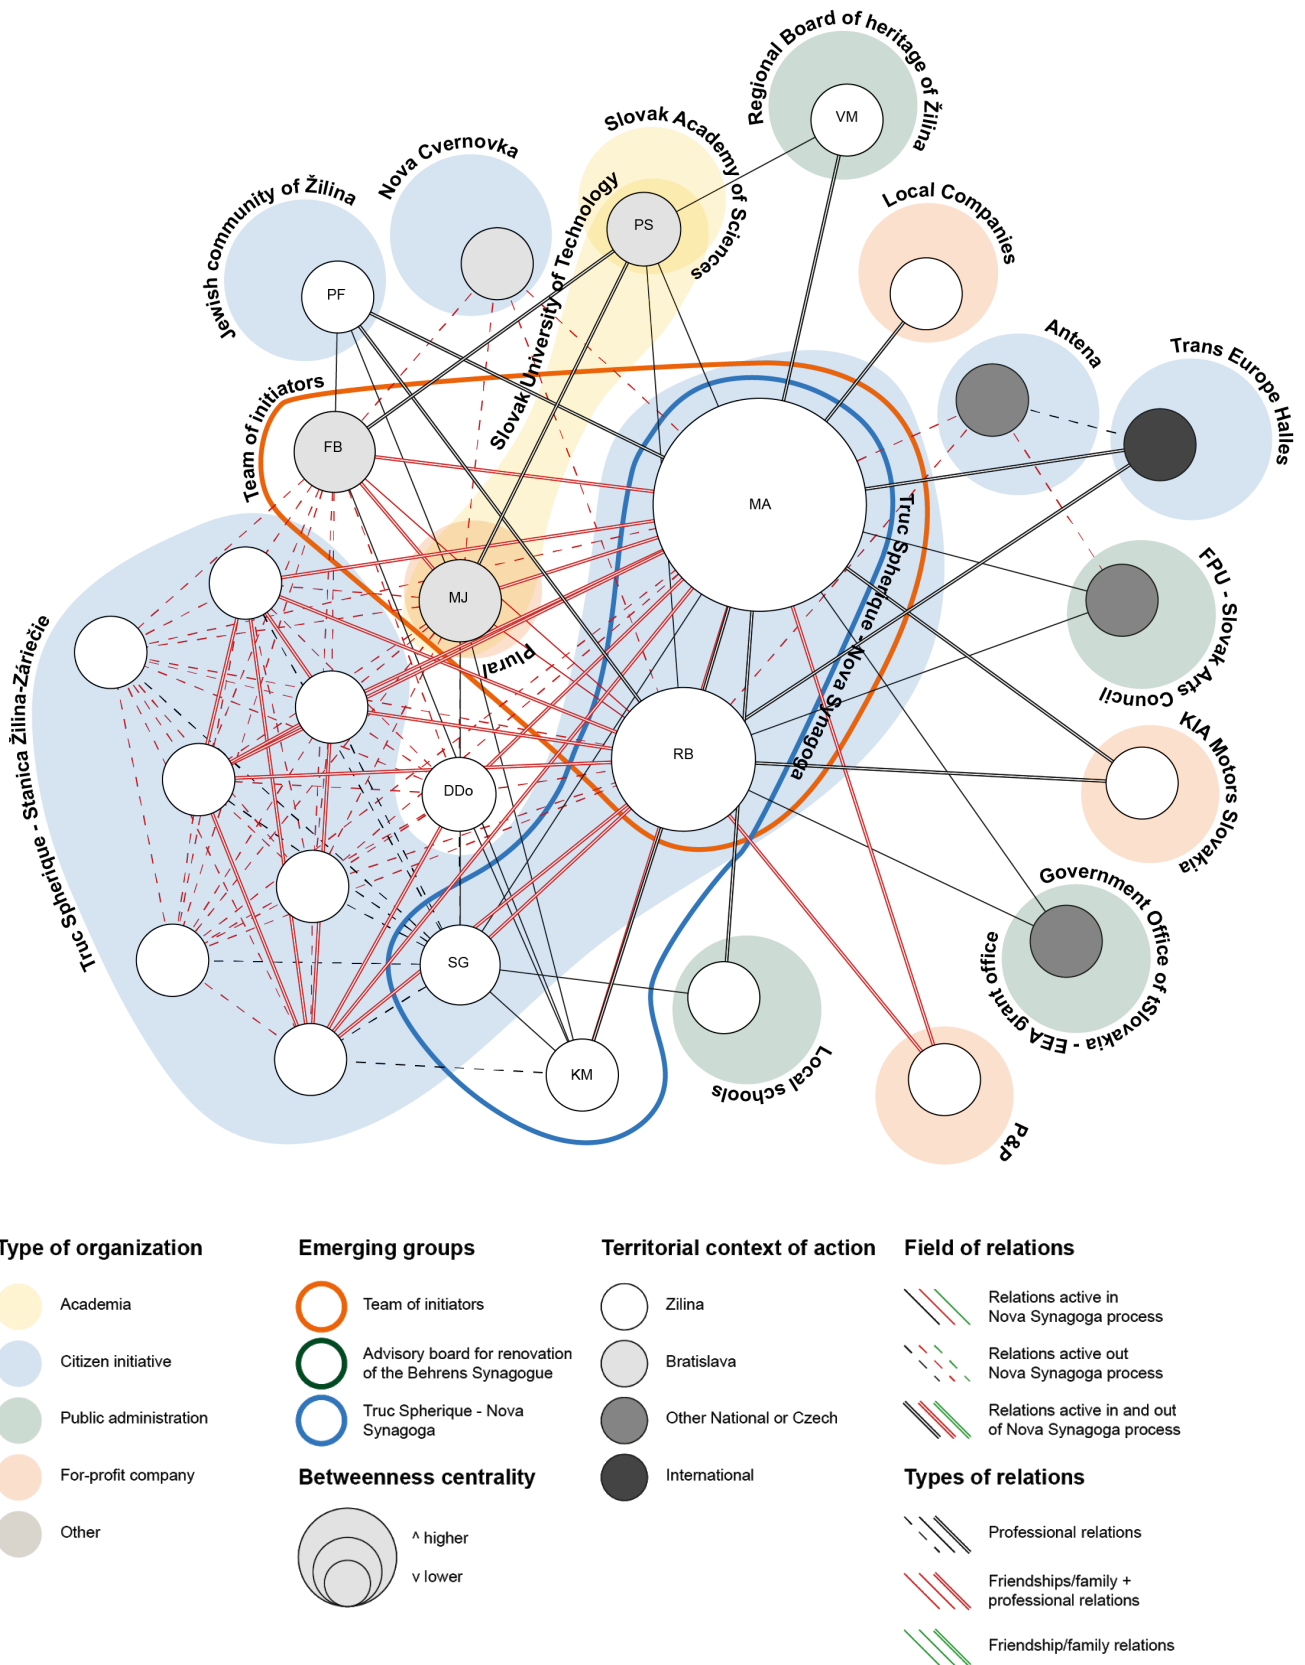 Regional Board of heritage of Žilina
VM
Slovak Academy of Sciences
Nova Cvernovka
Jewish community of Žilina
Slovak University of Technology
PS
Local Companies
PF
Antena
Trans Europe Halles
Team of initiators
FB
MA
Truc Spherique - Nova Synagoga
FPU - Slovak Arts Council
MJ
Plural
Truc Spherique - Stanica Žilina-Záriečie
KIA Motors Slovakia
RB
DDo
Government Office of tSlovakia - EEA grant office
SG
KM
Local schools
P&P
Type of organization
Academia
Citizen initiative
Public administration
For-profit company
Other
Emerging groups
Team of initiators
Advisory board for renovation
of the Behrens Synagogue
Truc Spherique - Nova
Synagoga
Betweenness centrality
^ higher
v lower
Territorial context of action
Zilina
Bratislava
Other National or Czech
International
Field of relations
Relations active in
Nova Synagoga process
Relations active out
Nova Synagoga process
Relations active in and out
of Nova Synagoga process
Types of relations
Professional relations
Friendships/family +
professional relations
Friendship/family relations